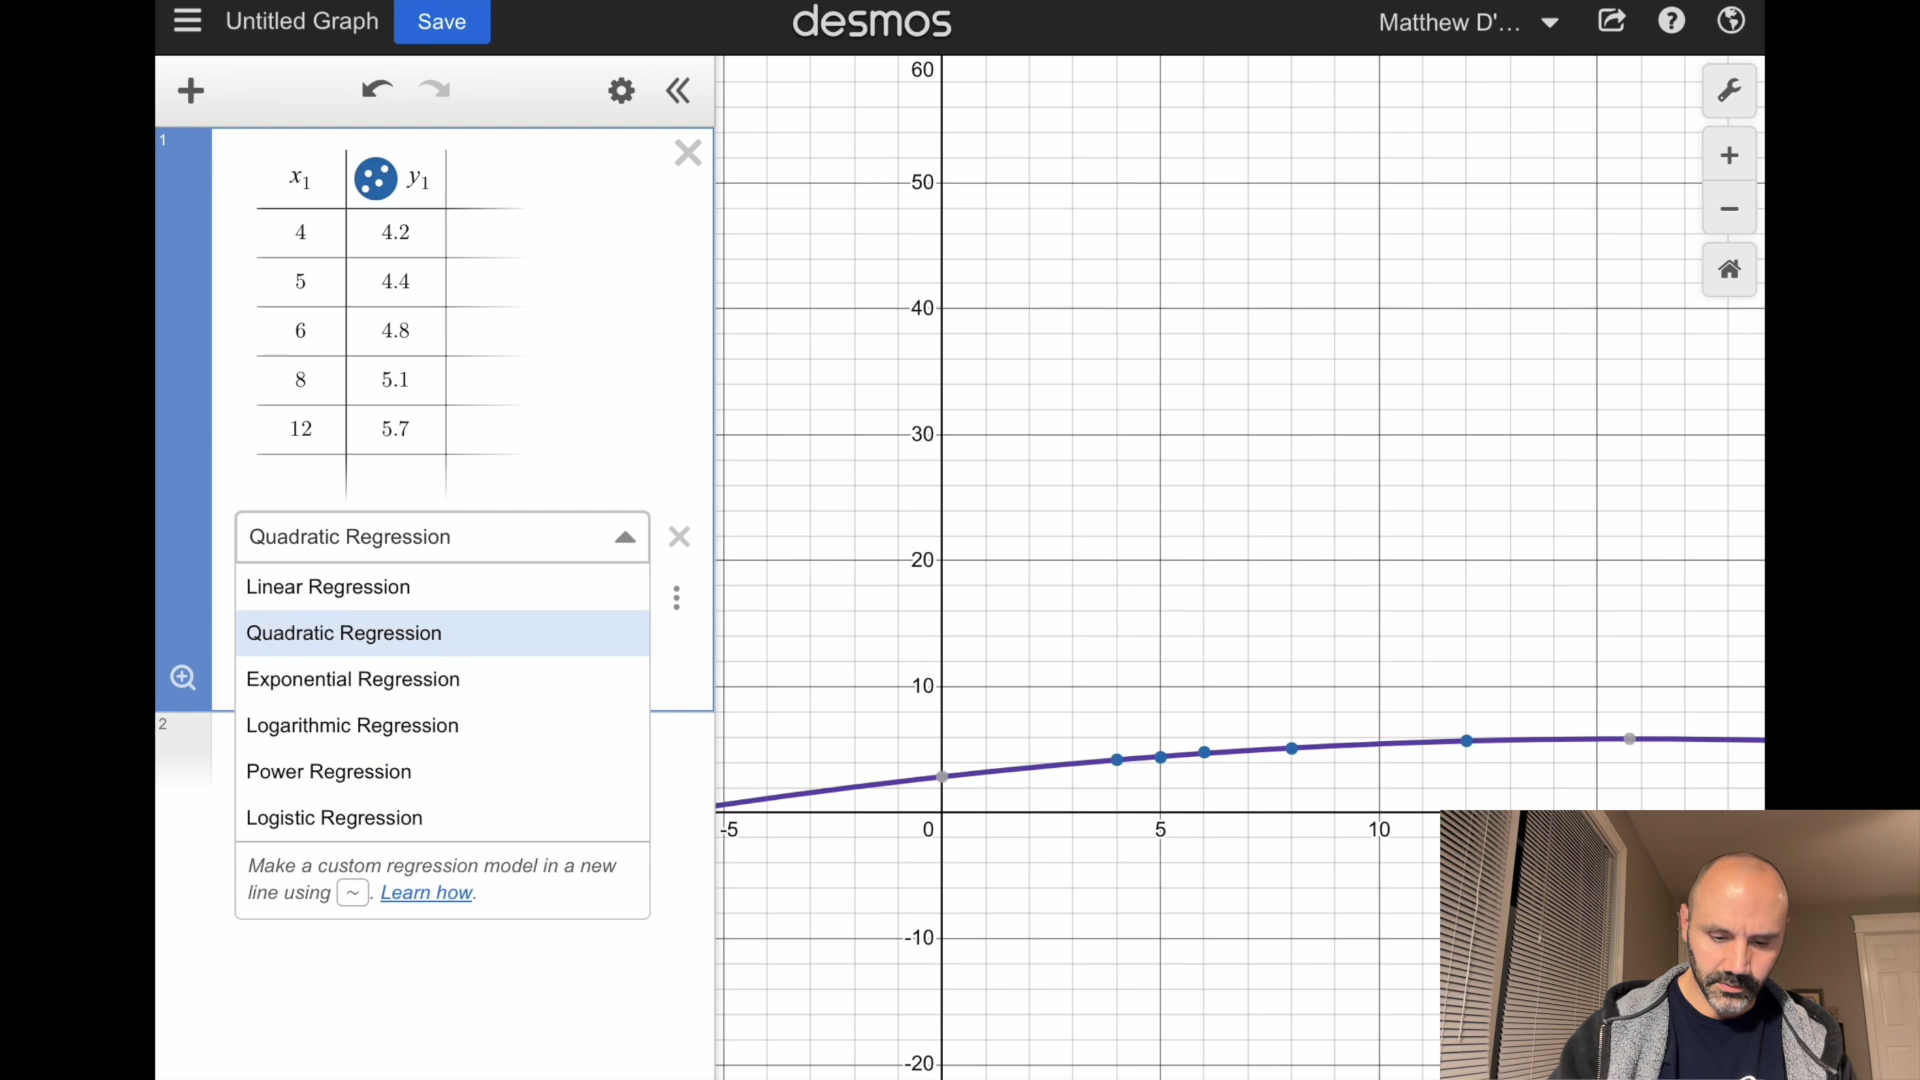 Untitled Graph Save desmos Matthew D'...
1
x₁ y₁
4 4.2
5 4.4
6 4.8
8 5.1
12 5.7
Quadratic Regression
Linear Regression
Quadratic Regression
Exponential Regression
2
Logarithmic Regression
Power Regression
Logistic Regression
Make a custom regression model in a new
line using ~. Learn how.
60
50
40
30
20
10
-5 0 5 10
-10
-20